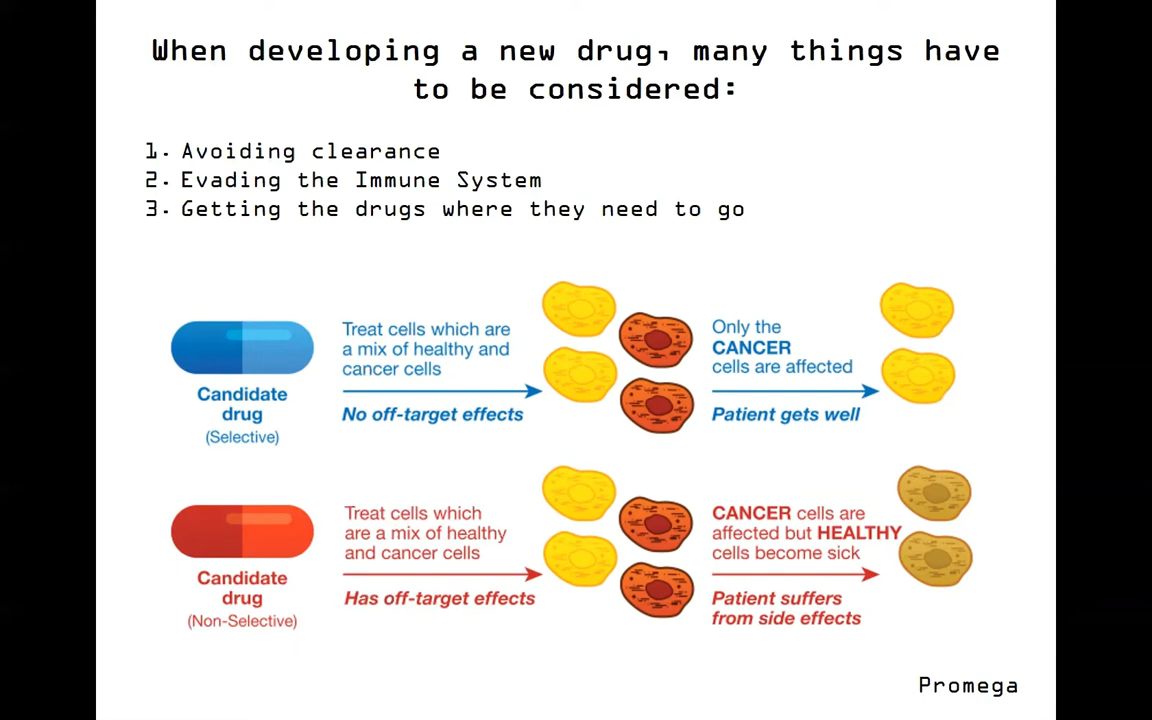 When developing a new drug, many things have
to be considered:
1. Avoiding clearance
2. Evading the Immune System
3. Getting the drugs where they need to go
Candidate
drug
(Selective)
Treat cells which are
a mix of healthy and
cancer cells
No off-target effects
Only the
CANCER
cells are affected
Patient gets well
Candidate
drug
(Non-Selective)
Treat cells which
are a mix of healthy
and cancer cells
Has off-target effects
CANCER cells are
affected but HEALTHY
cells become sick
Patient suffers
from side effects
Promega